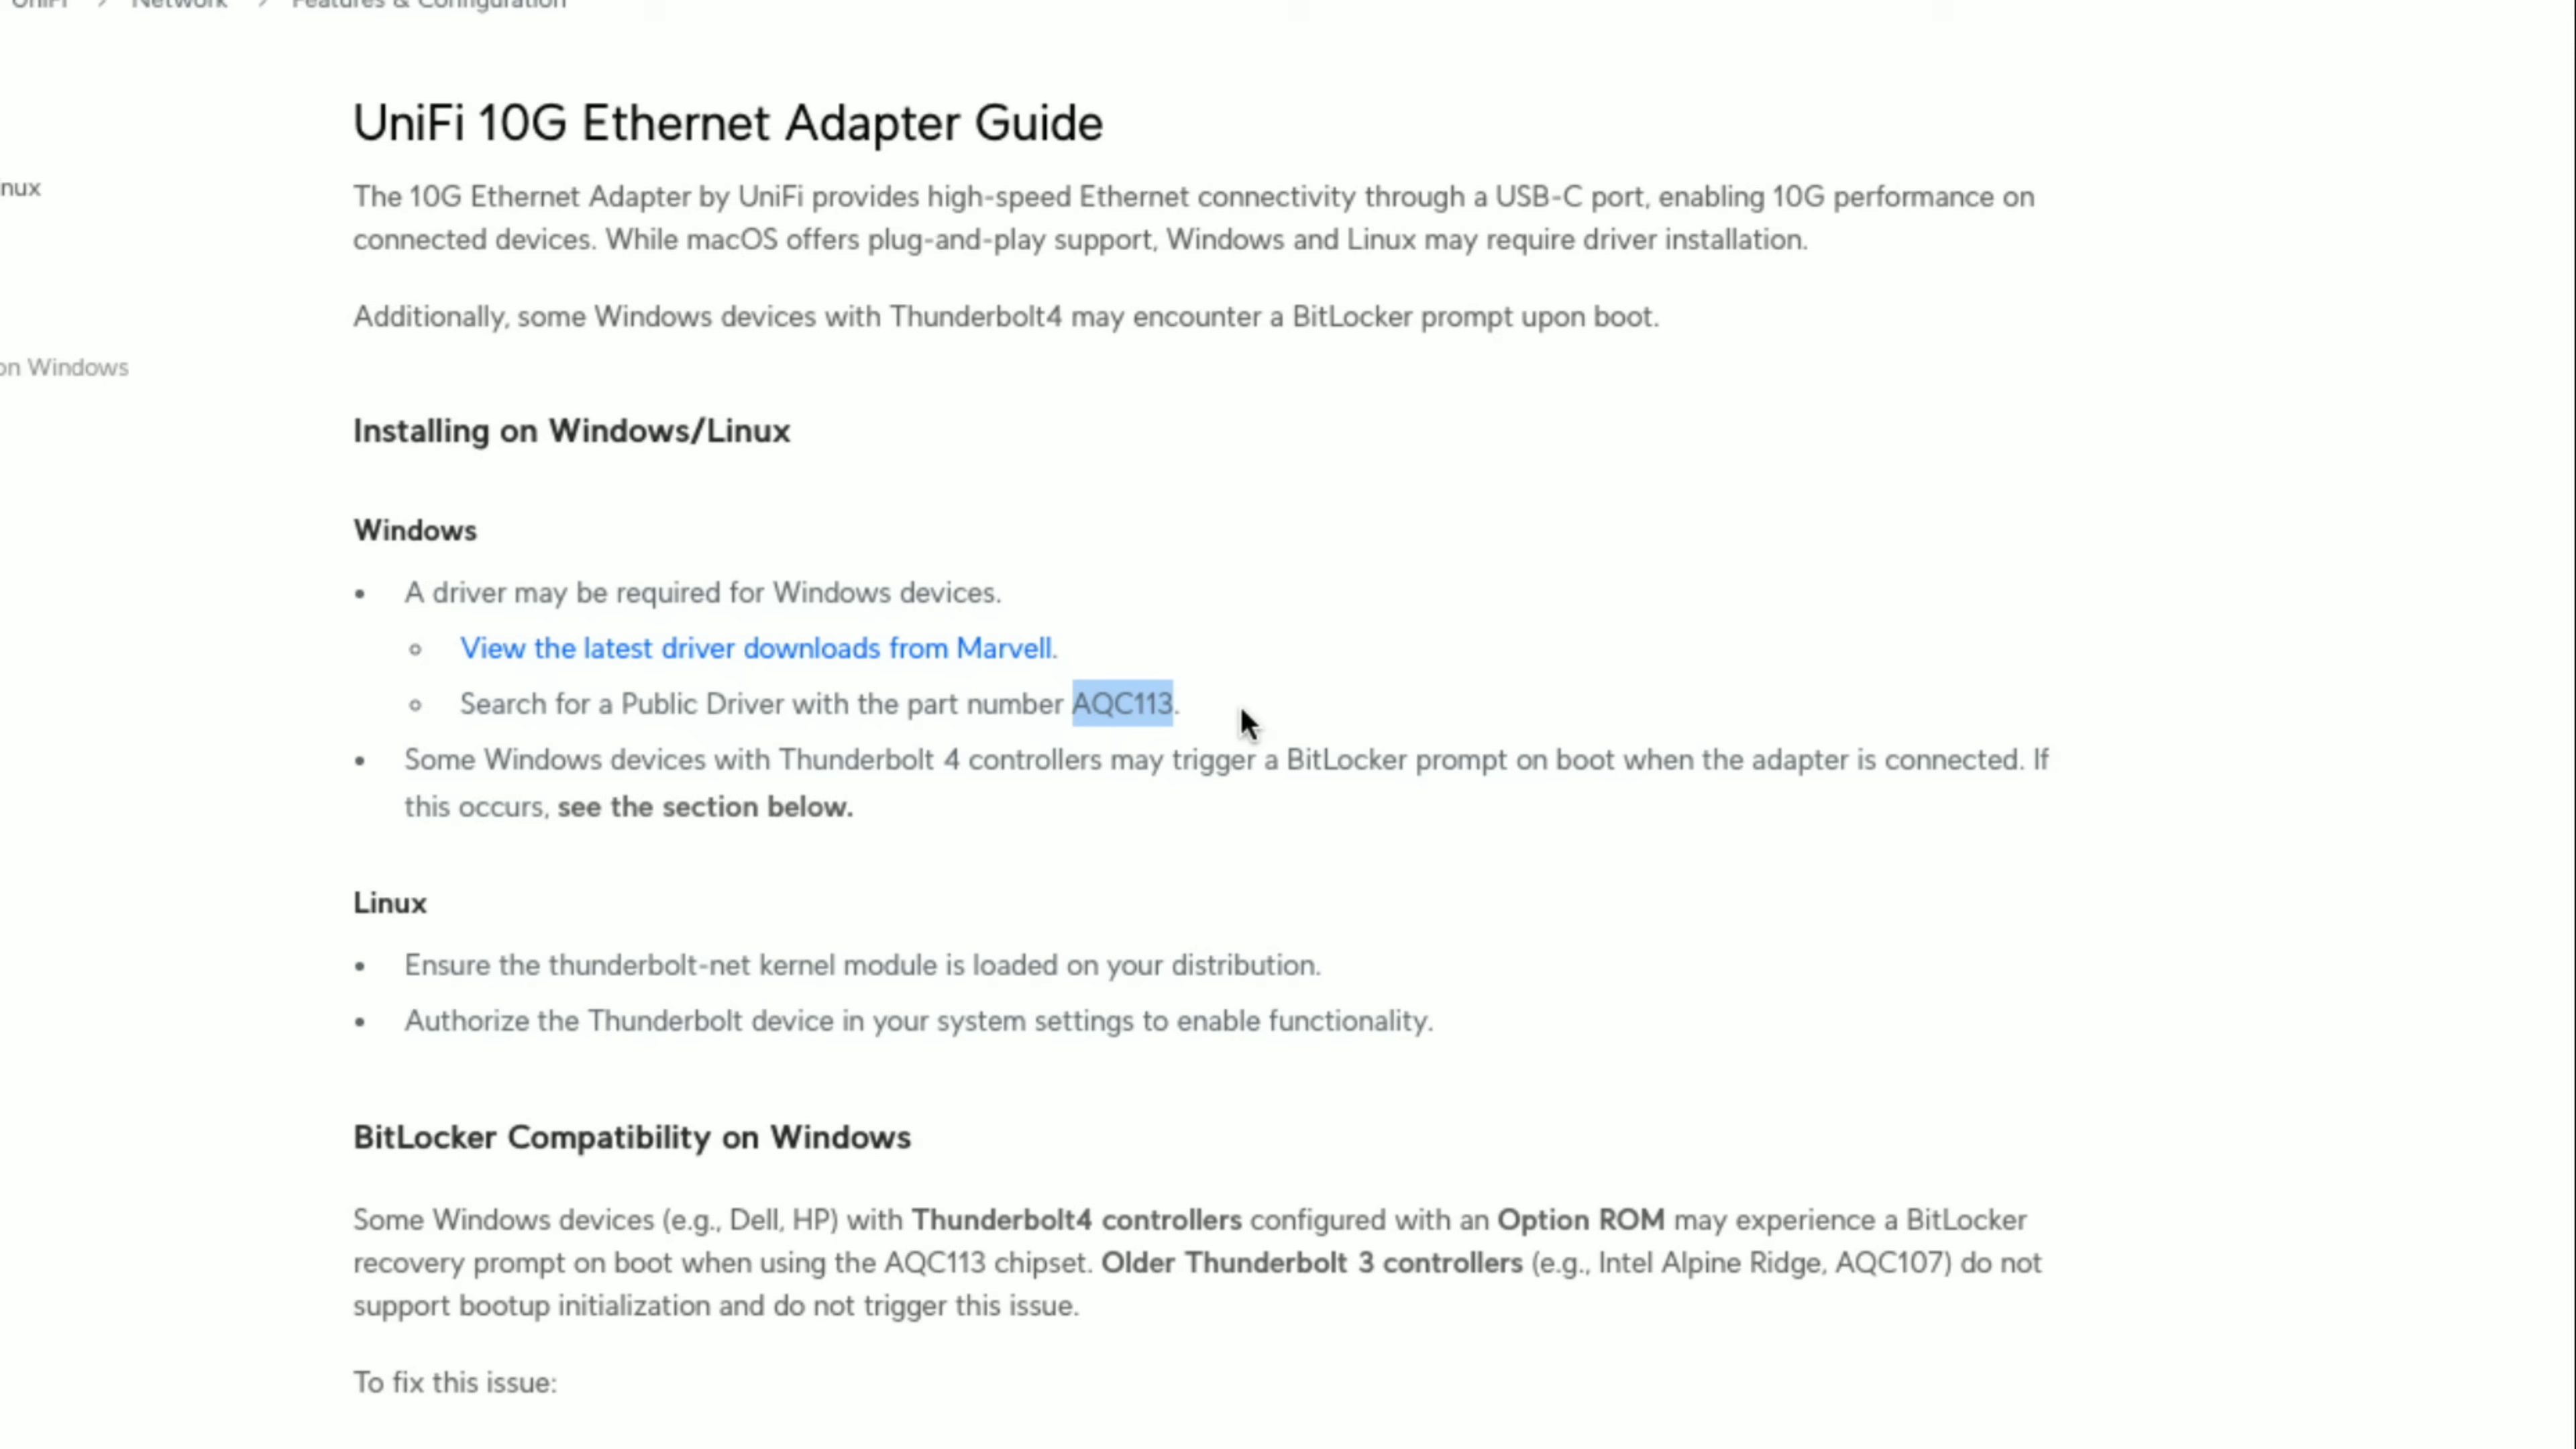 UniFi > Network > Features & Configuration
UniFi 10G Ethernet Adapter Guide
The 10G Ethernet Adapter by UniFi provides high-speed Ethernet connectivity through a USB-C port, enabling 10G performance on
connected devices. While macOS offers plug-and-play support, Windows and Linux may require driver installation.
Additionally, some Windows devices with Thunderbolt4 may encounter a BitLocker prompt upon boot.
Installing on Windows/Linux
Windows
• A driver may be required for Windows devices.
◦ View the latest driver downloads from Marvell.
◦ Search for a Public Driver with the part number AQC113.
• Some Windows devices with Thunderbolt 4 controllers may trigger a BitLocker prompt on boot when the adapter is connected. If
this occurs, see the section below.
Linux
• Ensure the thunderbolt-net kernel module is loaded on your distribution.
• Authorize the Thunderbolt device in your system settings to enable functionality.
BitLocker Compatibility on Windows
Some Windows devices (e.g., Dell, HP) with Thunderbolt4 controllers configured with an Option ROM may experience a BitLocker
recovery prompt on boot when using the AQC113 chipset. Older Thunderbolt 3 controllers (e.g., Intel Alpine Ridge, AQC107) do not
support bootup initialization and do not trigger this issue.
To fix this issue:
inux
on Windows